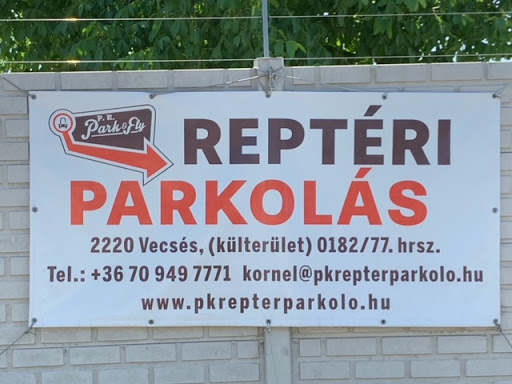 P. K.
Park & Fly
REPTÉRI
PARKOLÁS
2220 Vecsés, (külterület) 0182/77. hrsz.
Tel.: +36 70 949 7771 kornel@pkrepterparkolo.hu
www.pkrepterparkolo.hu